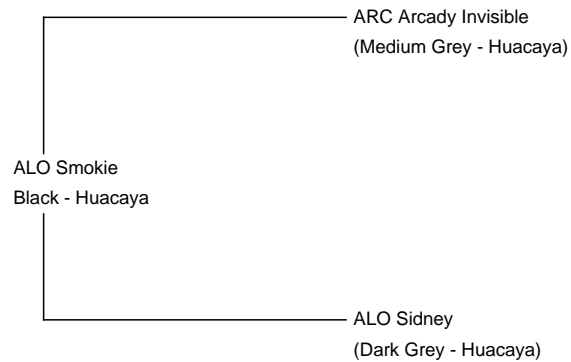 ARC Arcady Invisible
(Medium Grey - Huacaya)
ALO Smokie
Black - Huacaya
ALO Sidney
(Dark Grey - Huacaya)